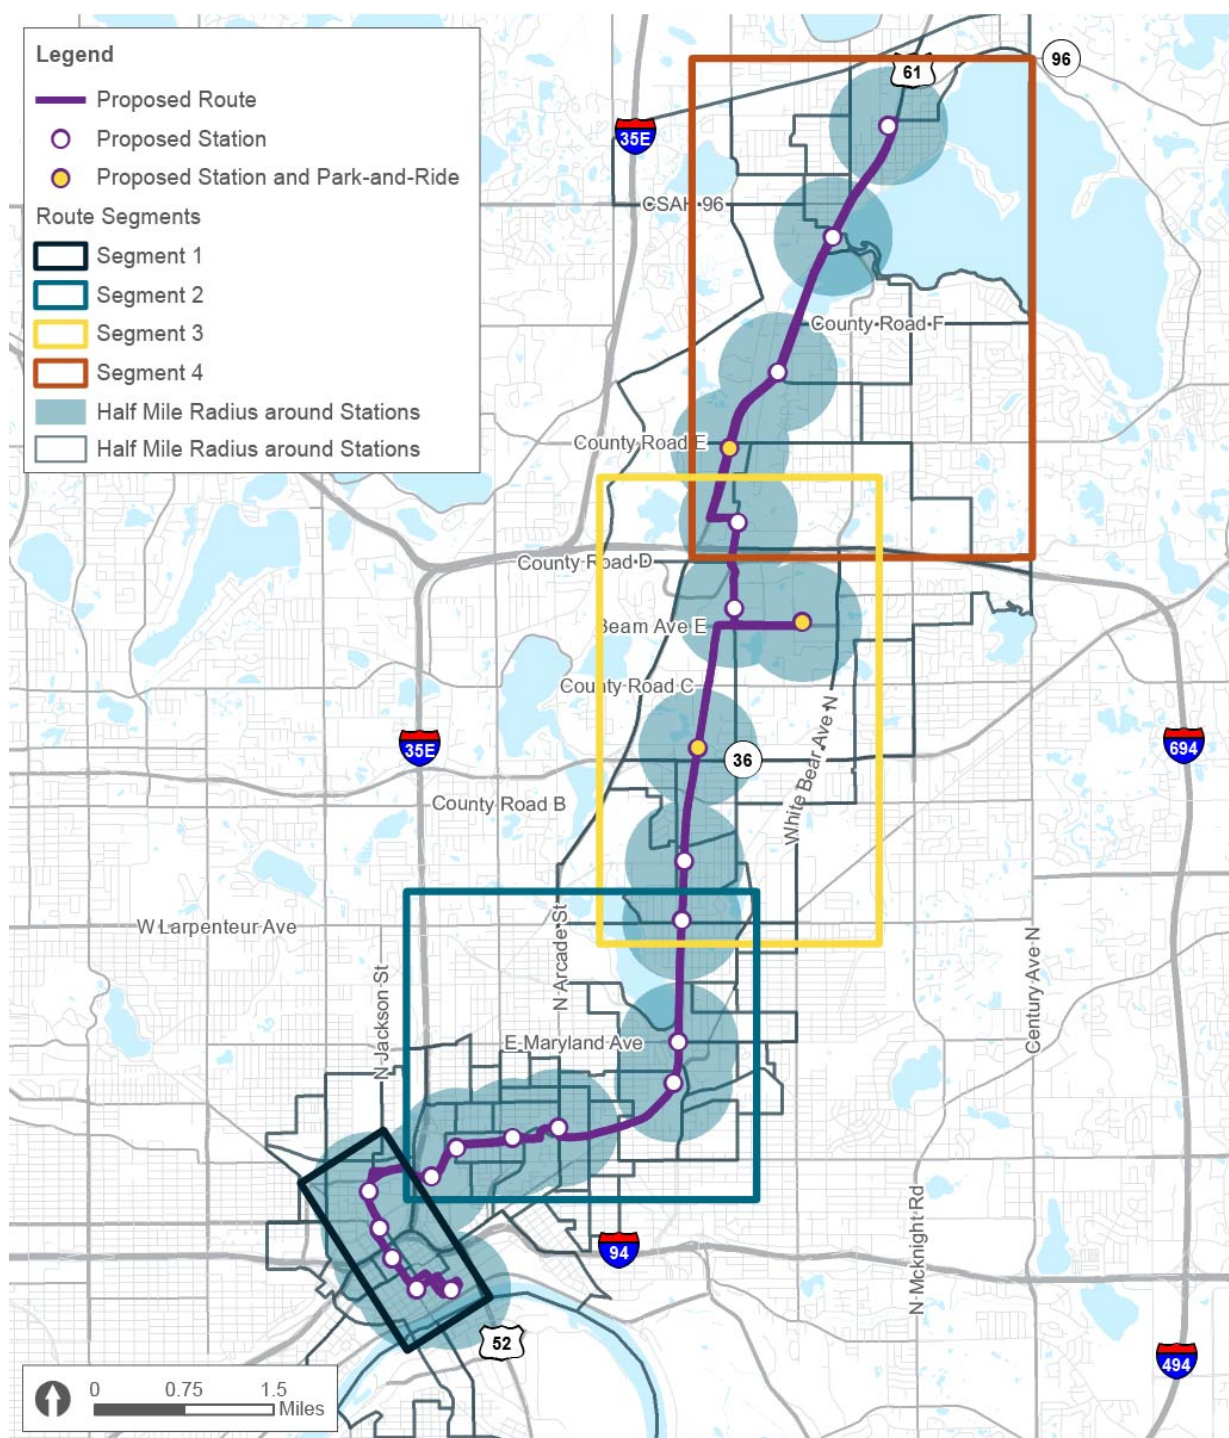 Legend
Proposed Route
Proposed Station
Proposed Station and Park-and-Ride
Route Segments
Segment 1
Segment 2
Segment 3
Segment 4
Half Mile Radius around Stations
Half Mile Radius around Stations
96
61
35E
CSAH 96
County Road F
County Road E
County Road D
Beam Ave E
County Road C
35E
36
694
White Bear Ave N
County Road B
W Larpenteur Ave
N Arcade St
N Jackson St
Century Ave N
E Maryland Ave
N Mcknight Rd
94
52
494
0 0.75 1.5
Miles